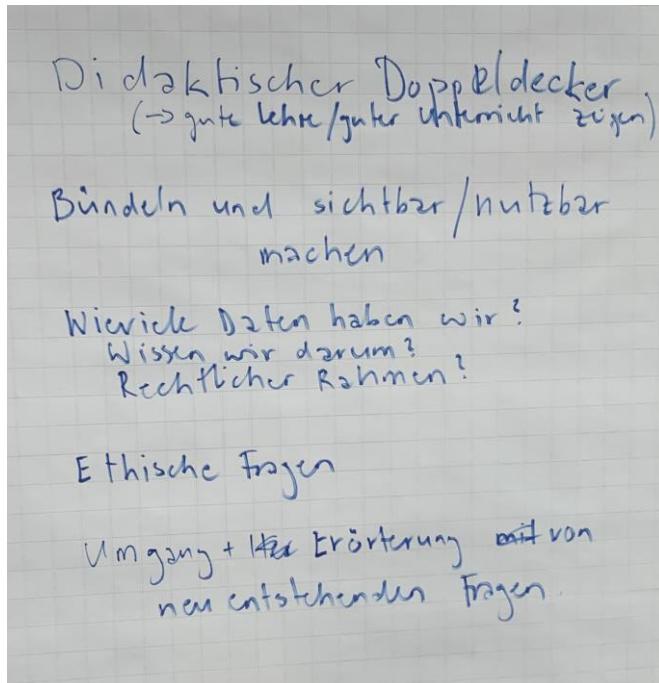 Didaktischer Doppeldecker
(→ gute Lehre/guter Unterricht zeigen)
Bündeln und sichtbar/nutzbar
machen
Wieviele Daten haben wir?
Wissen wir darum?
Rechtlicher Rahmen?
Ethische Fragen
Umgang + Erörterung mit von
neu entstehenden Fragen.